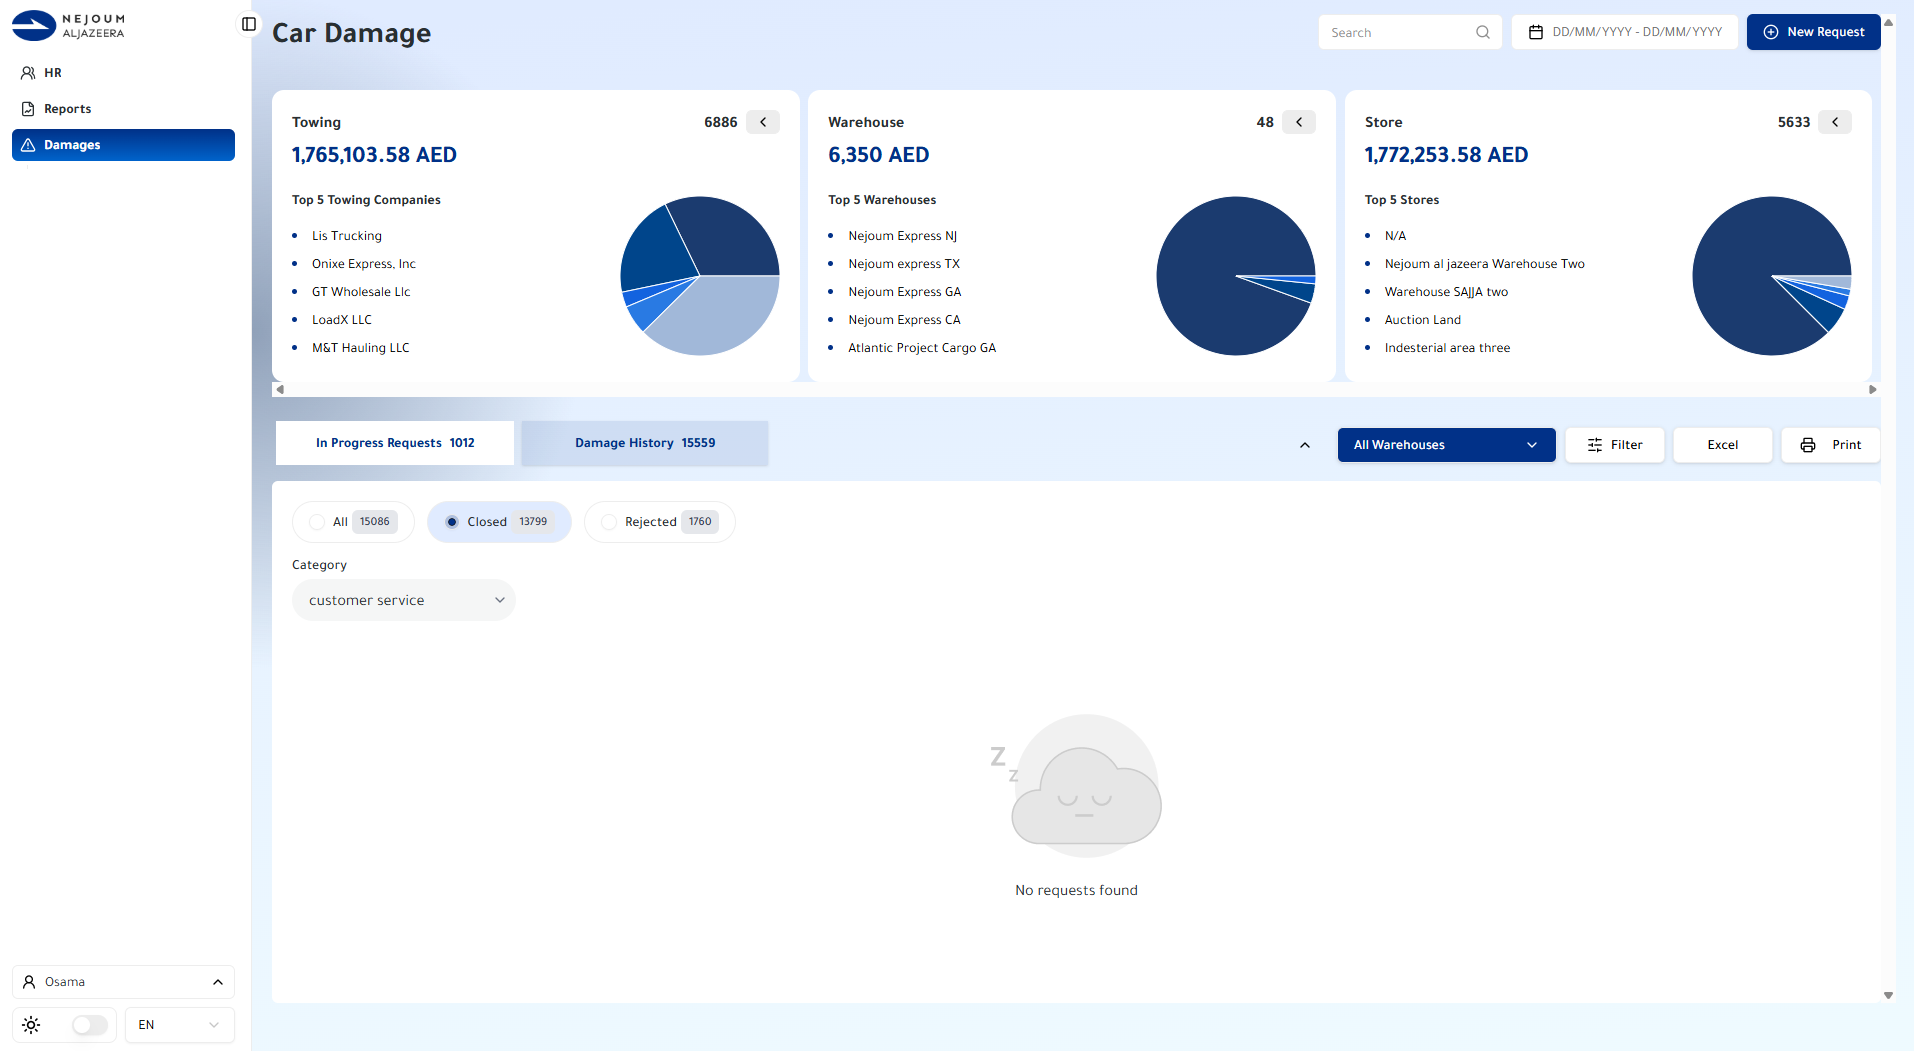 NEJOUM
ALJAZEERA
HR
Reports
Damages
Car Damage
Search
DD/MM/YYYY - DD/MM/YYYY
New Request
Towing
6886
1,765,103.58 AED
Top 5 Towing Companies
Lis Trucking
Onixe Express, Inc
GT Wholesale Llc
LoadX LLC
M&T Hauling LLC
Warehouse
48
6,350 AED
Top 5 Warehouses
Nejoum Express NJ
Nejoum express TX
Nejoum Express GA
Nejoum Express CA
Atlantic Project Cargo GA
Store
5633
1,772,253.58 AED
Top 5 Stores
N/A
Nejoum al jazeera Warehouse Two
Warehouse SAJJA two
Auction Land
Indesterial area three
In Progress Requests 1012
Damage History 15559
All Warehouses
Filter
Excel
Print
All 15086
Closed 13799
Rejected 1760
Category
customer service
Z
Z
No requests found
Osama
EN